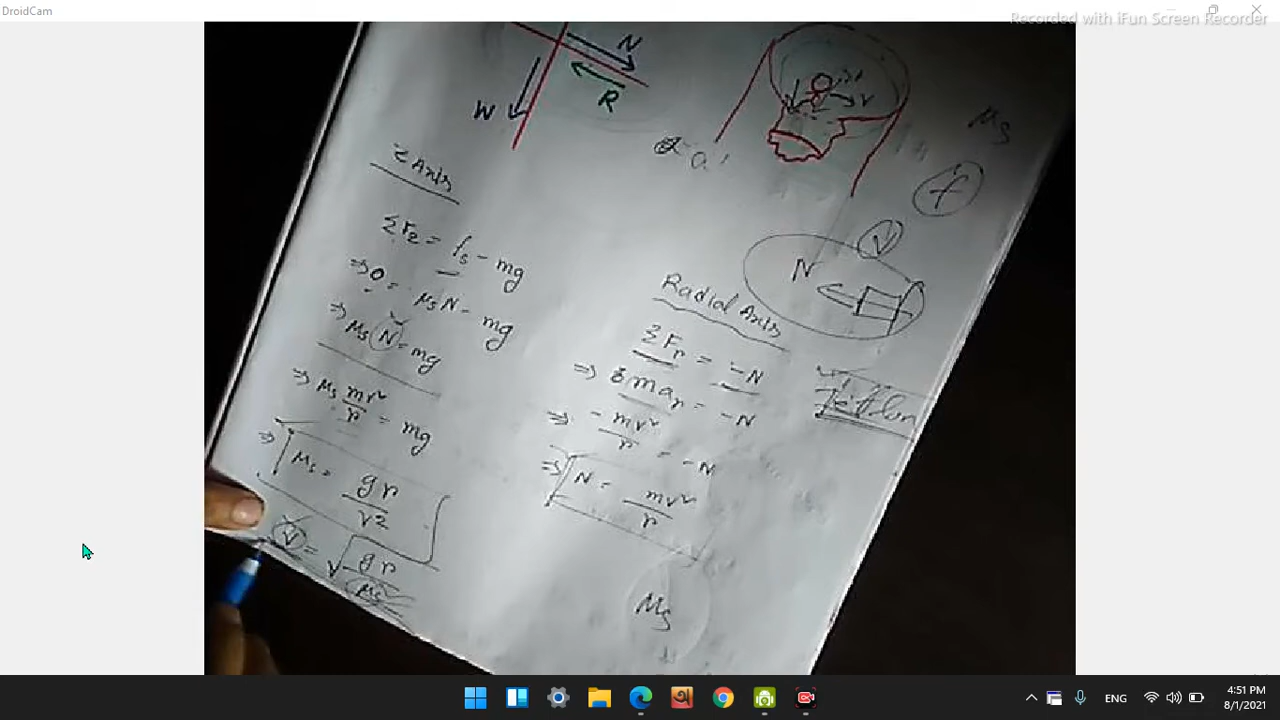 DroidCam
Recorded with iFun Screen Recorder
N
R
W
μs
f
V
N
Z Axis
ΣFz = fs - mg
⇒ 0 = μsN - mg
⇒ μs N = mg
⇒ μs mv²/r = mg
⇒ μs = gr/v²
V = √(gr/μs)
Radial Axis
ΣFr = -N
⇒ mar = -N
⇒ -mv²/r = -N
⇒ N = mv²/r
μs
ENG
4:51 PM
8/1/2021